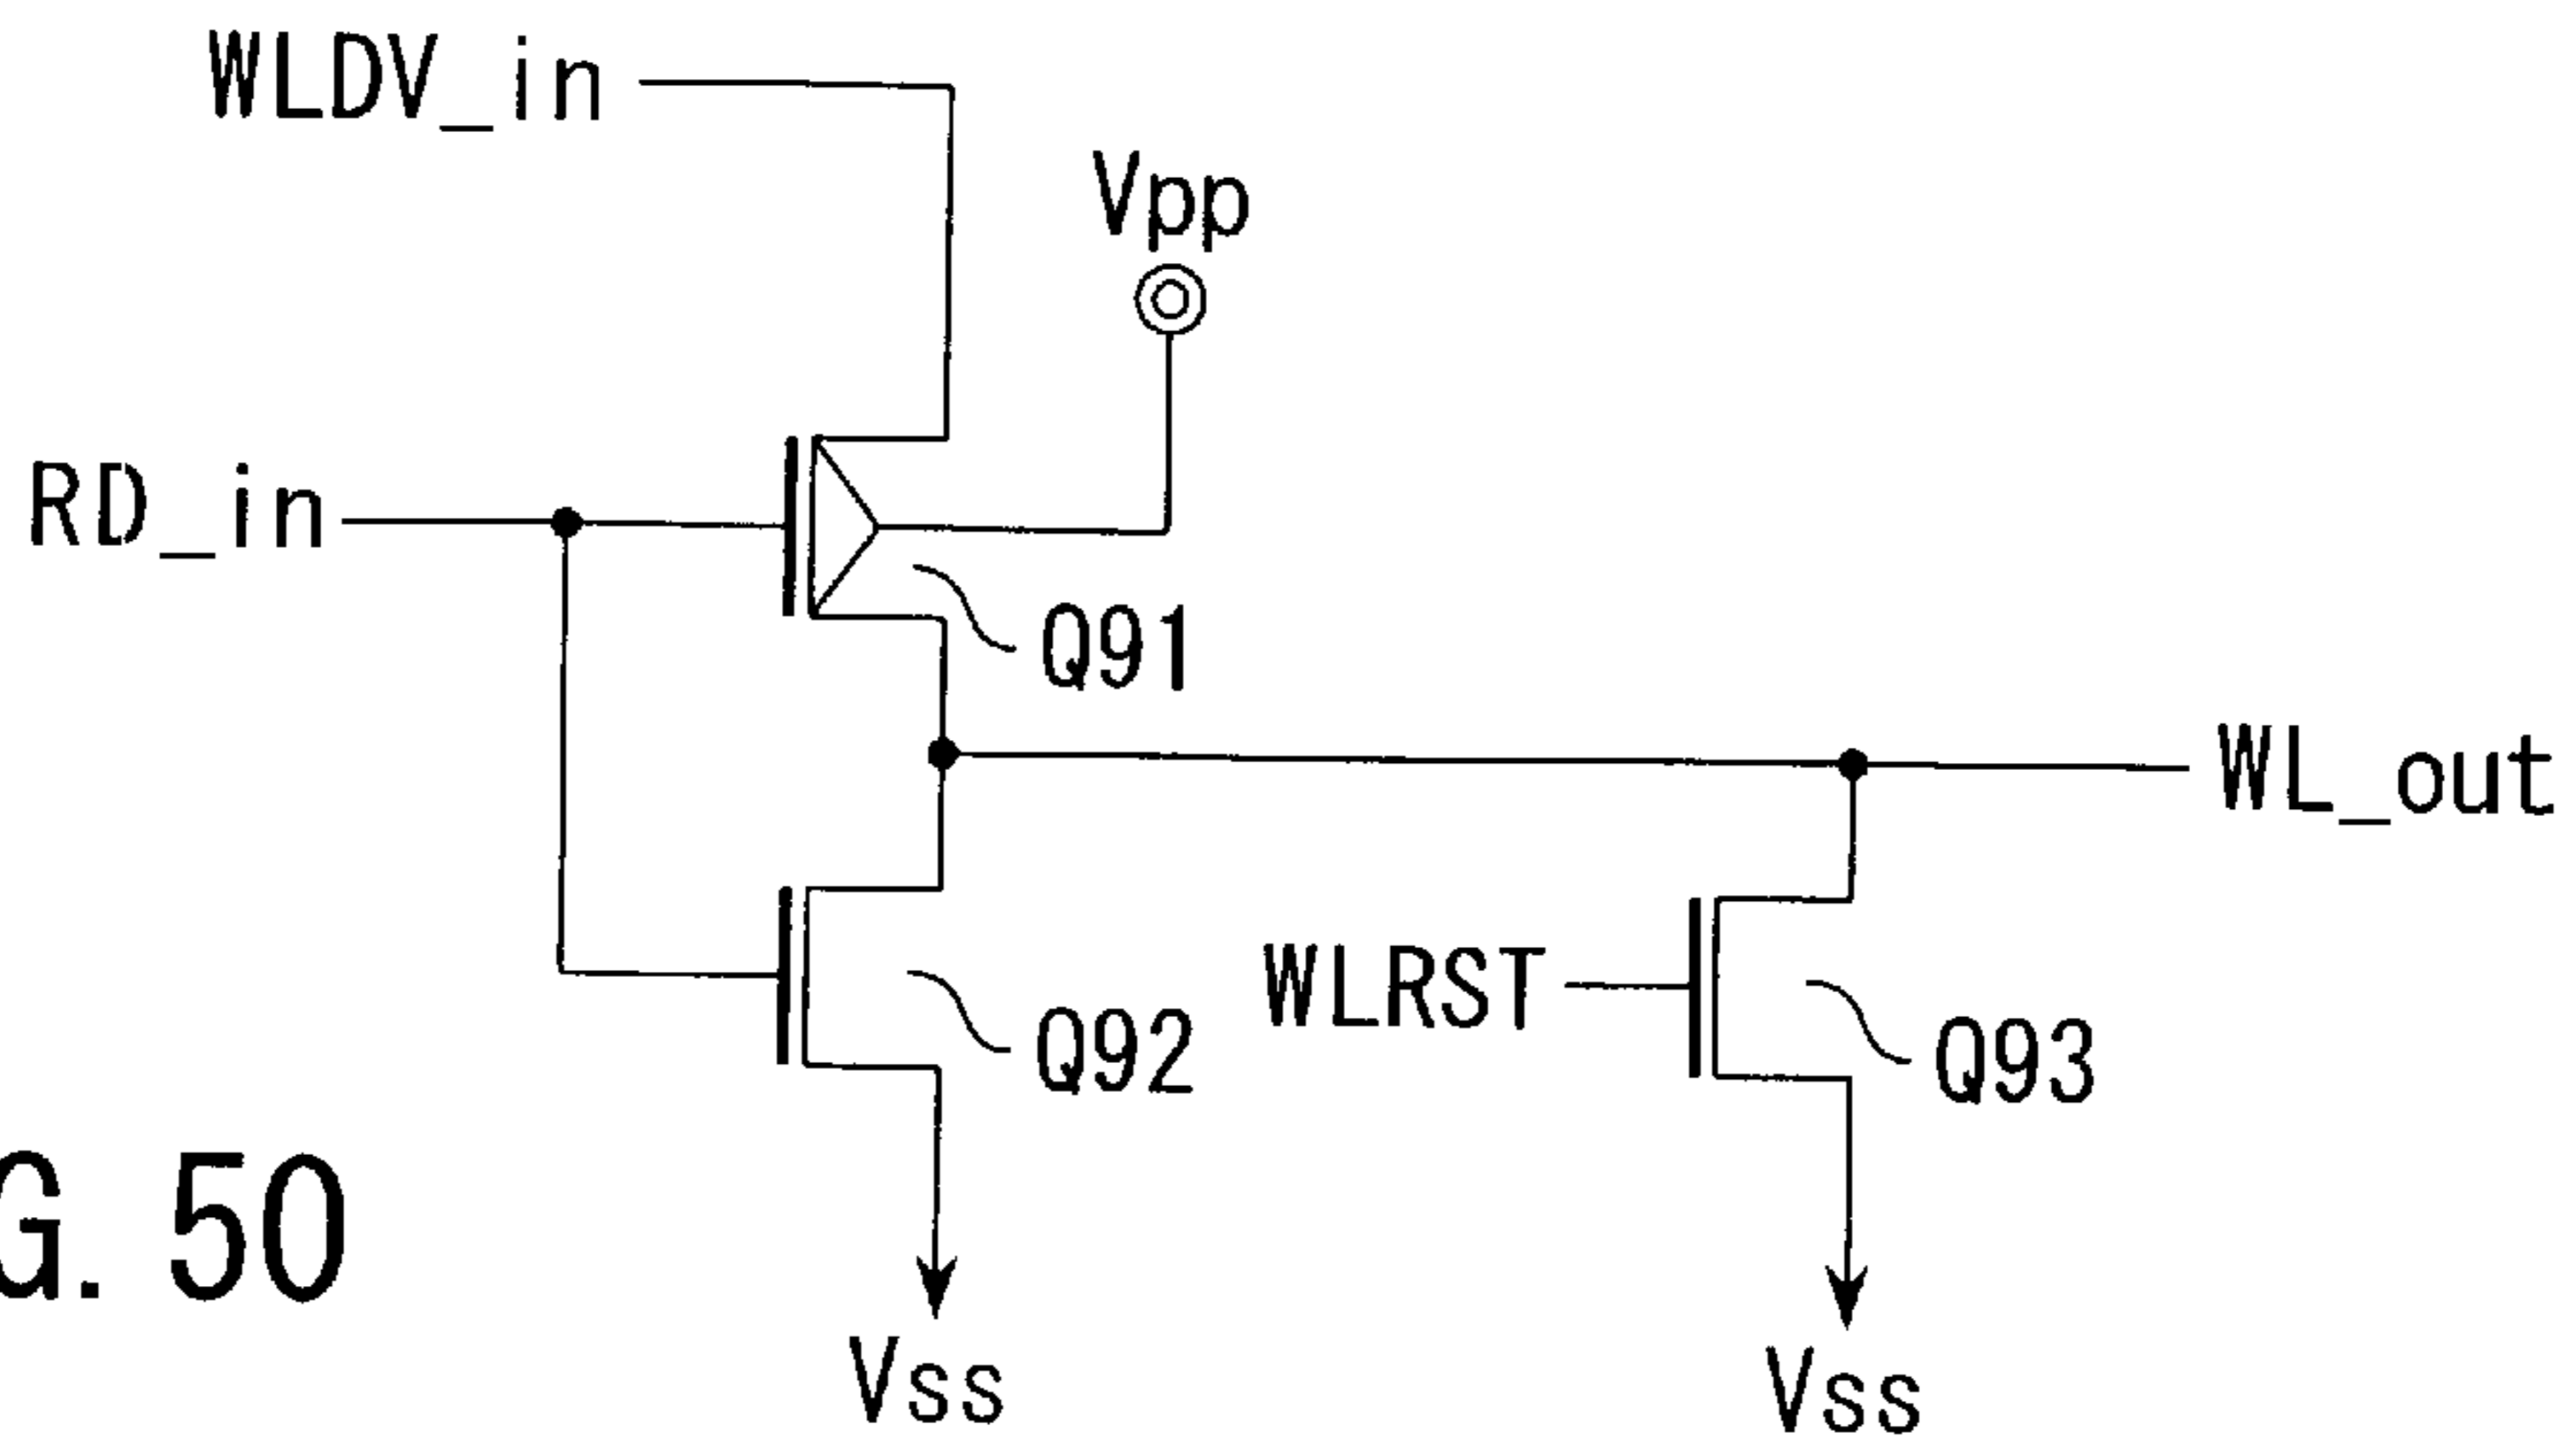 WLDV_in
Vpp
RD_in
Q91
WL_out
WLRST
Q92
Q93
G. 50
Vss
Vss